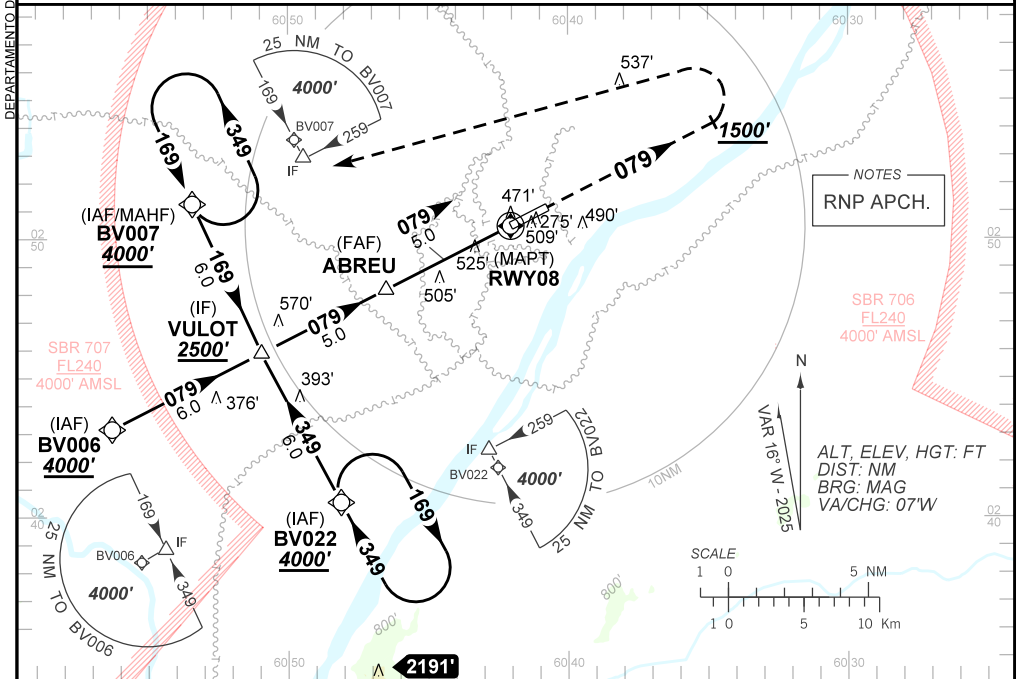 DEPARTAMENTO D
60 50
60 40
60 30
25 NM TO BV007
4000'
169
BV007
259
IF
537'
1500'
169
349
079
NOTES
RNP APCH.
(IAF/MAHF)
BV007
4000'
471'
275'
490'
509'
079
5.0
(FAF)
ABREU
525'
(MAPT)
RWY08
505'
02
50
02
50
169
6.0
(IF)
VULOT
2500'
570'
079
5.0
SBR 706
FL240
4000' AMSL
SBR 707
FL240
4000' AMSL
079
6.0
376'
393'
(IAF)
BV006
4000'
349
6.0
N
VAR 16° W - 2025
259
IF
BV022
4000'
349
25 NM TO BV022
10NM
ALT, ELEV, HGT: FT
DIST: NM
BRG: MAG
VA/CHG: 07'W
169
IF
BV006
4000'
349
25 NM TO BV006
(IAF)
BV022
4000'
169
349
02
40
02
40
SCALE
1 0 5 NM
1 0 5 10 Km
800'
800'
2191'
60 50
60 40
60 30